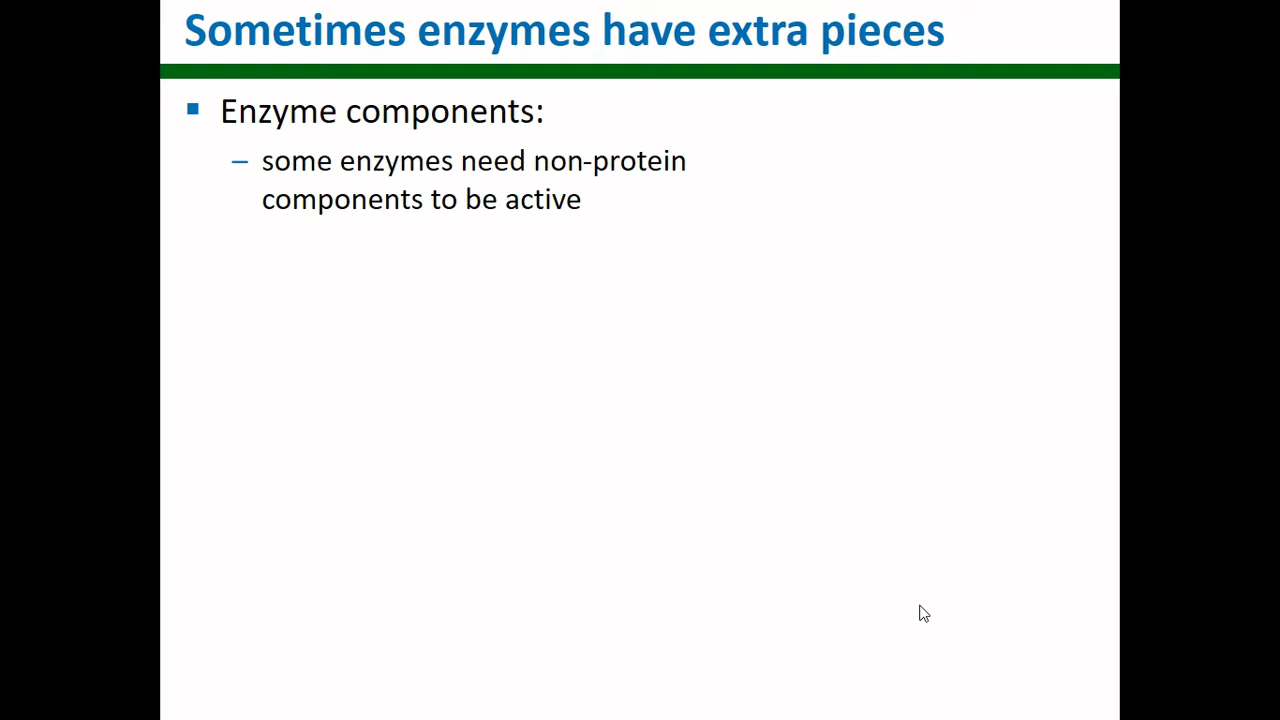 Sometimes enzymes have extra pieces
Enzyme components:
– some enzymes need non-protein
components to be active